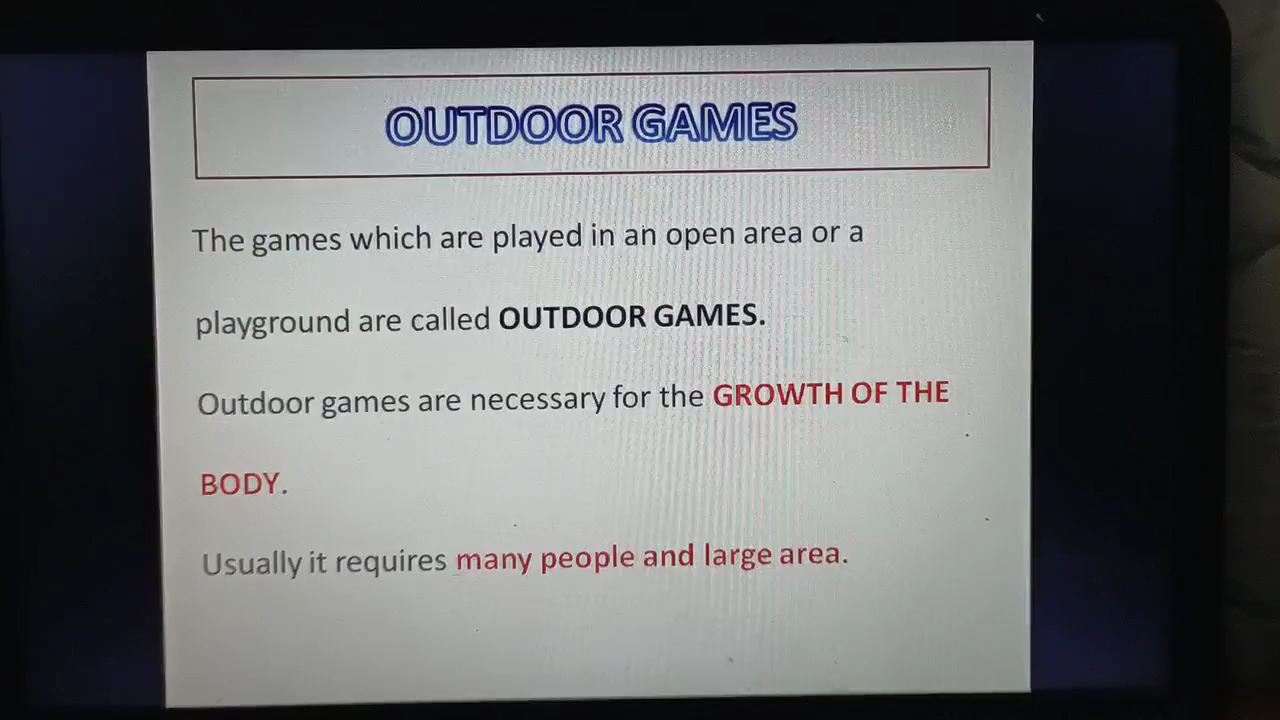 OUTDOOR GAMES
The games which are played in an open area or a
playground are called OUTDOOR GAMES.
Outdoor games are necessary for the GROWTH OF THE
BODY.
Usually it requires many people and large area.